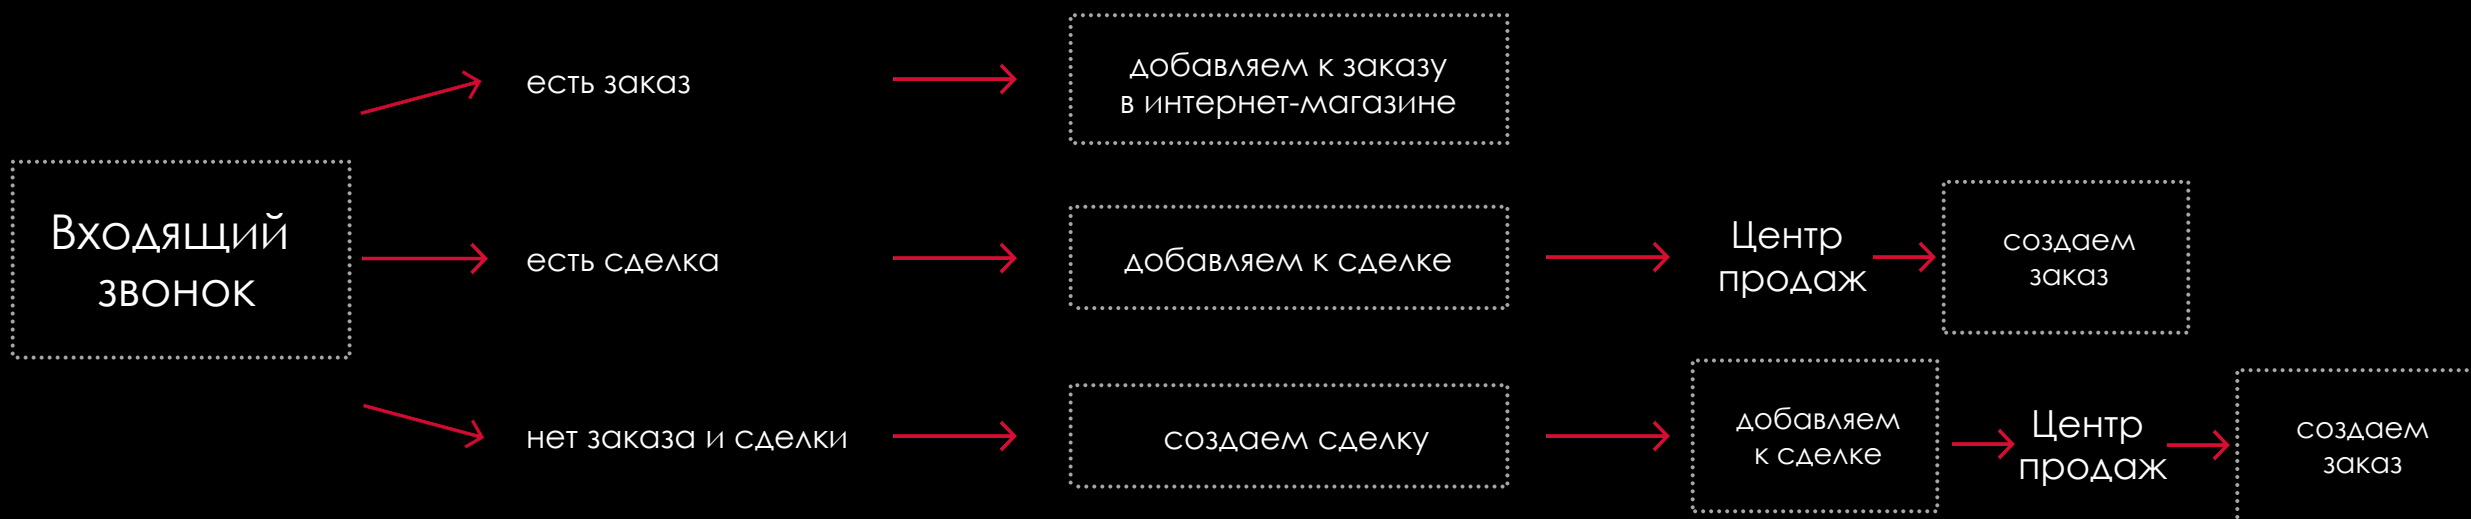 есть заказ
добавляем к заказу
в интернет-магазине
Входящий
звонок
есть сделка
добавляем к сделке
Центр
продаж
создаем
заказ
нет заказа и сделки
создаем сделку
добавляем
к сделке
Центр
продаж
создаем
заказ